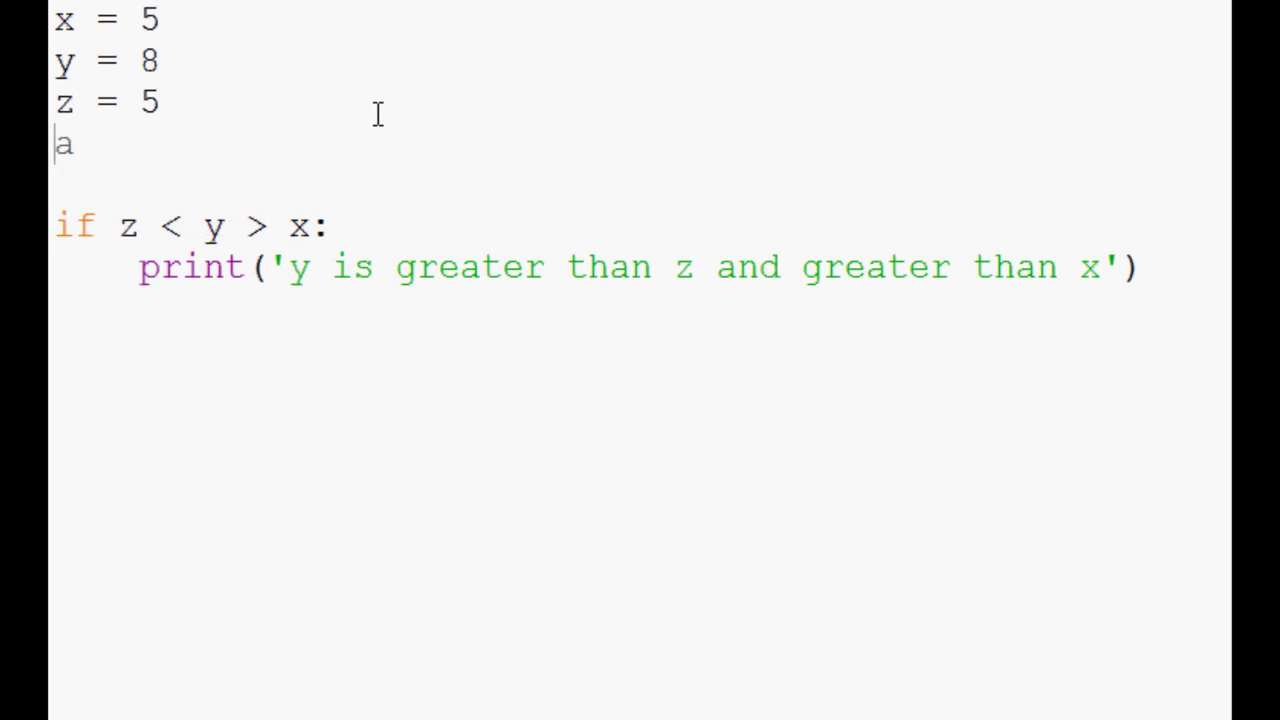 x = 5
y = 8
z = 5
a
if z < y > x:
    print('y is greater than z and greater than x')